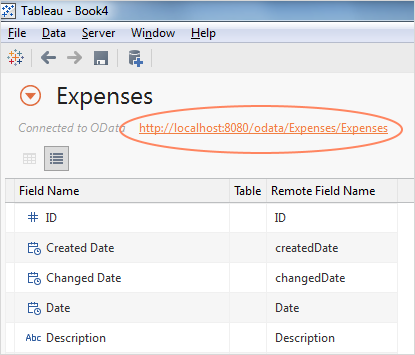 Tableau - Book4
File Data Server Window Help
Expenses
Connected to OData http://localhost:8080/odata/Expenses/Expenses
Field Name Table Remote Field Name
# ID ID
Created Date createdDate
Changed Date changedDate
Date Date
Abc Description Description